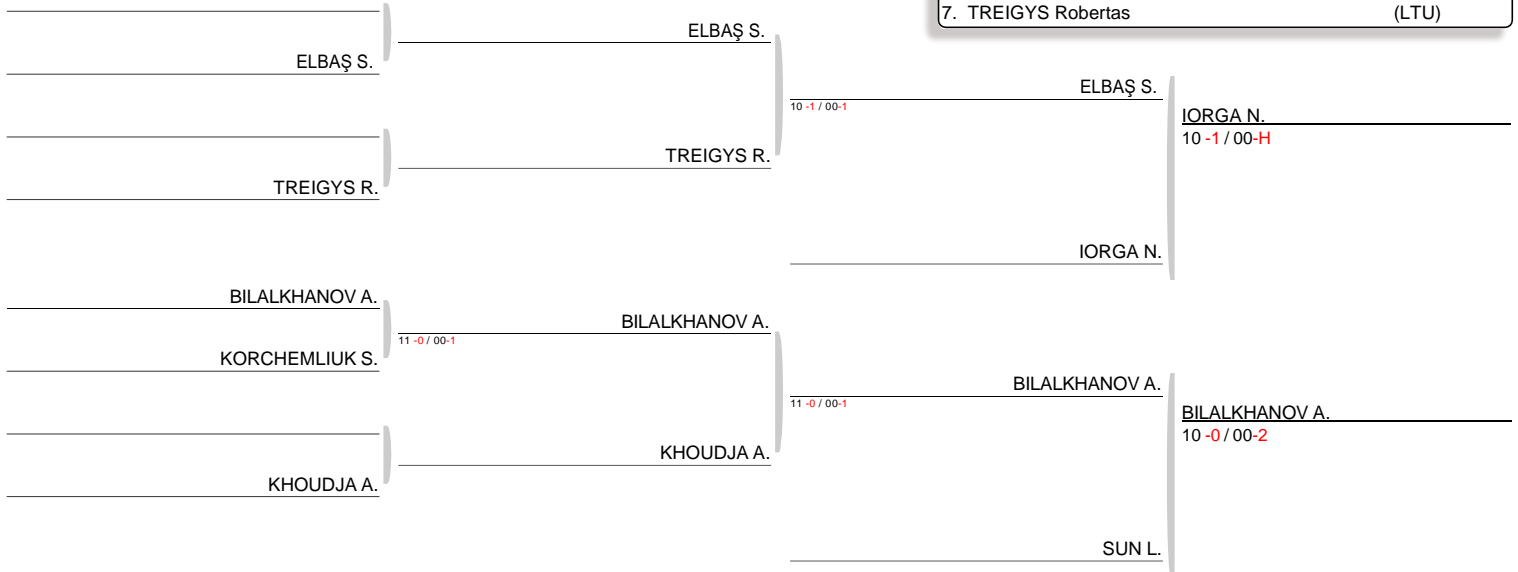 7. TREIGYS Robertas (LTU)
ELBAŞ S.
ELBAŞ S.
ELBAŞ S.
10 -1 / 00-1
IORGA N.
10 -1 / 00-H
TREIGYS R.
TREIGYS R.
IORGA N.
BILALKHANOV A.
BILALKHANOV A.
11 -0 / 00-1
KORCHEMLIUK S.
BILALKHANOV A.
11 -0 / 00-1
BILALKHANOV A.
10 -0 / 00-2
KHOUDJA A.
KHOUDJA A.
SUN L.